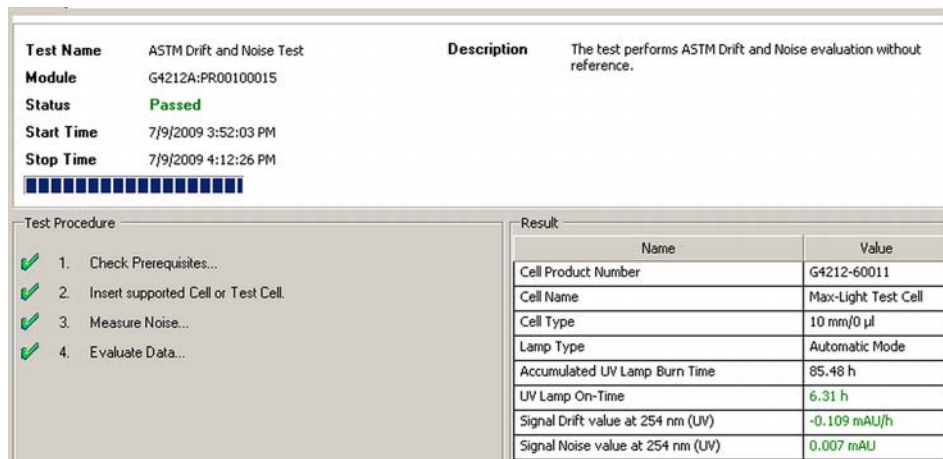 Test Name ASTM Drift and Noise Test Description The test performs ASTM Drift and Noise evaluation without
reference.
Module G4212A:PR00100015
Status Passed
Start Time 7/9/2009 3:52:03 PM
Stop Time 7/9/2009 4:12:26 PM
Test Procedure
1. Check Prerequisites...
2. Insert supported Cell or Test Cell.
3. Measure Noise...
4. Evaluate Data...
Result
Name Value
Cell Product Number G4212-60011
Cell Name Max-Light Test Cell
Cell Type 10 mm/0 µl
Lamp Type Automatic Mode
Accumulated UV Lamp Burn Time 85.48 h
UV Lamp On-Time 6.31 h
Signal Drift value at 254 nm (UV) -0.109 mAU/h
Signal Noise value at 254 nm (UV) 0.007 mAU